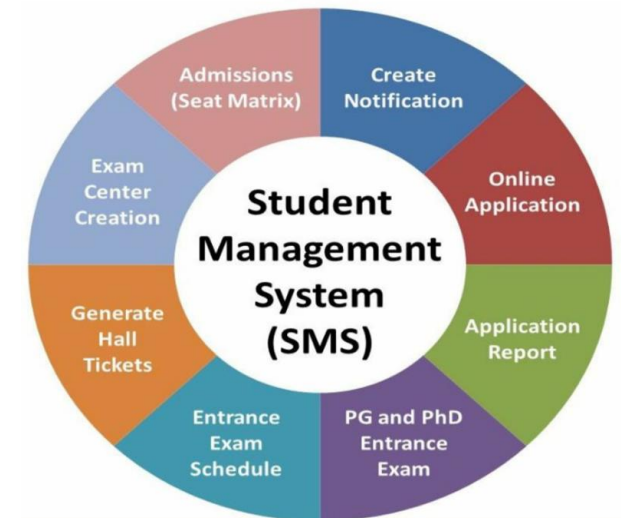 Student
Management
System
(SMS)
Create
Notification
Online
Application
Application
Report
PG and PhD
Entrance
Exam
Entrance
Exam
Schedule
Generate
Hall
Tickets
Exam
Center
Creation
Admissions
(Seat Matrix)